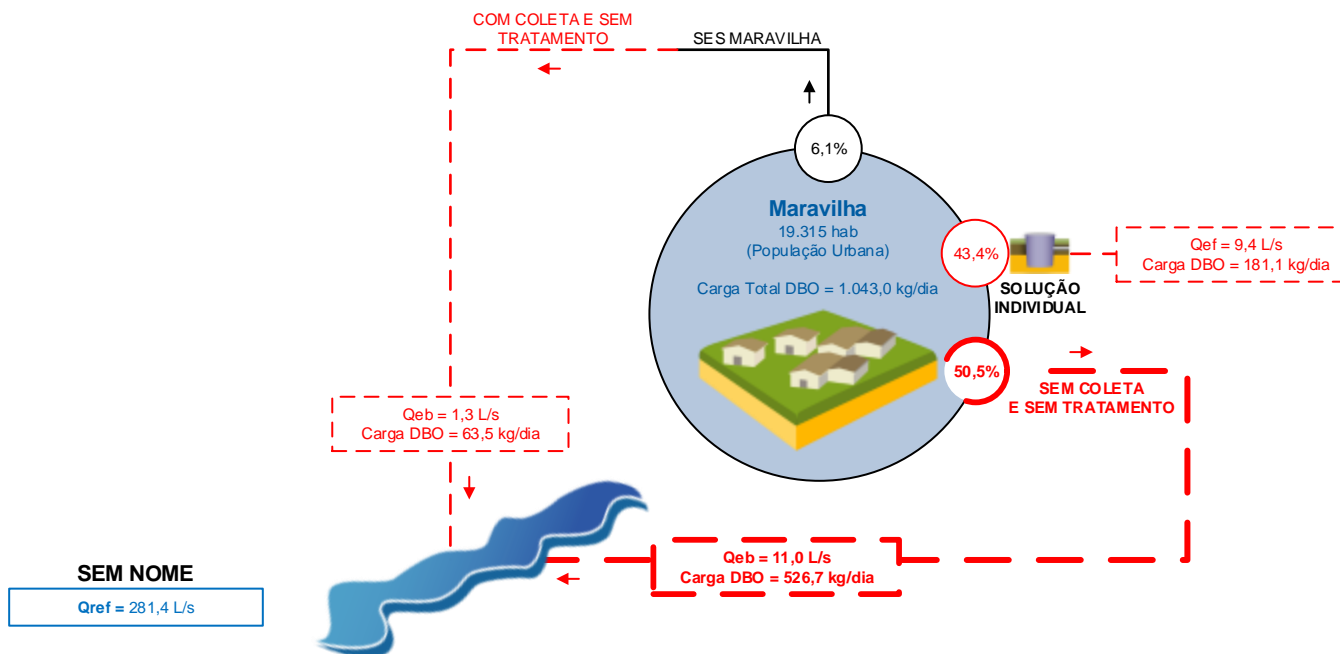 COM COLETA E SEM
TRATAMENTO
SES MARAVILHA
6,1%
Maravilha
19.315 hab
(População Urbana)
Carga Total DBO = 1.043,0 kg/dia
43,4%
SOLUÇÃO
INDIVIDUAL
Qef = 9,4 L/s
Carga DBO = 181,1 kg/dia
50,5%
SEM COLETA
E SEM TRATAMENTO
Qeb = 1,3 L/s
Carga DBO = 63,5 kg/dia
Qeb = 11,0 L/s
Carga DBO = 526,7 kg/dia
SEM NOME
Qref = 281,4 L/s